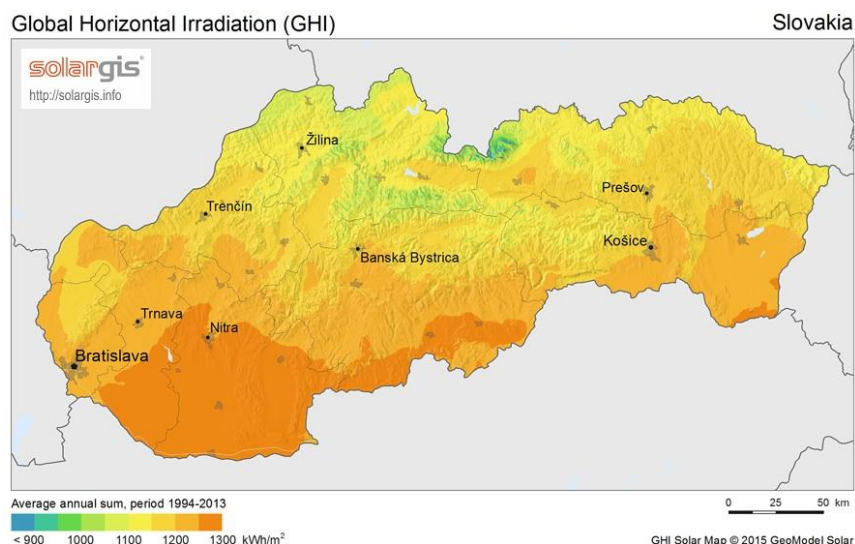 Global Horizontal Irradiation (GHI)
Slovakia
solargis
http://solargis.info
Žilina
Prešov
Trenčín
Košice
Banská Bystrica
Trnava
Nitra
Bratislava
Average annual sum, period 1994-2013
< 900 1000 1100 1200 1300 kWh/m²
0 25 50 km
GHI Solar Map © 2015 GeoModel Solar